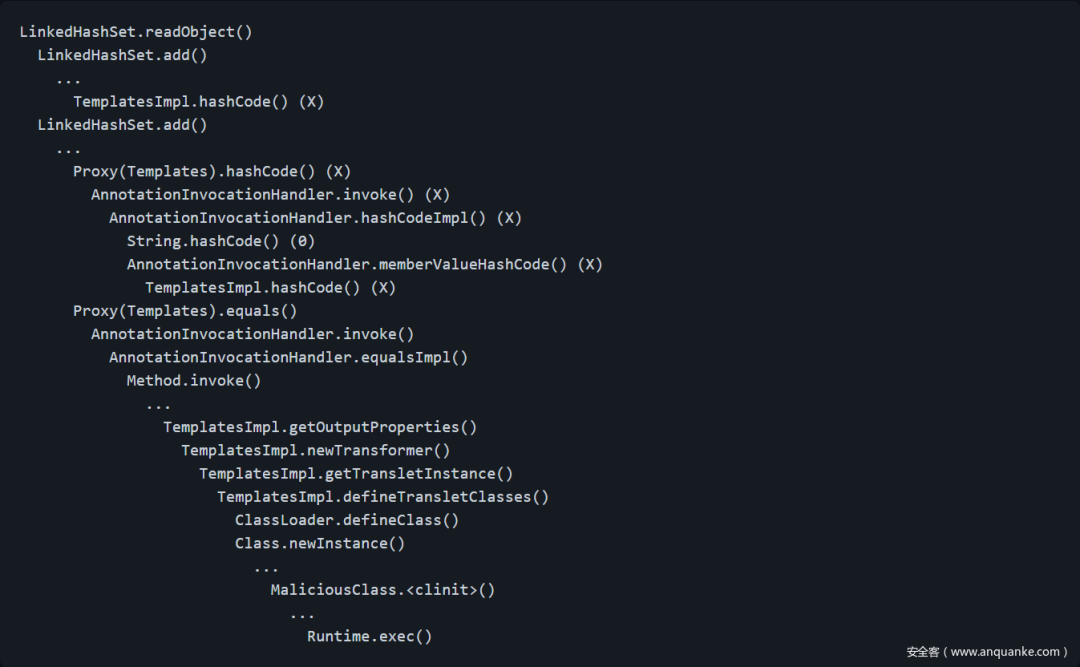 LinkedHashSet.readObject()
LinkedHashSet.add()
...
TemplatesImpl.hashCode() (X)
LinkedHashSet.add()
...
Proxy(Templates).hashCode() (X)
AnnotationInvocationHandler.invoke() (X)
AnnotationInvocationHandler.hashCodeImpl() (X)
String.hashCode() (0)
AnnotationInvocationHandler.memberValueHashCode() (X)
TemplatesImpl.hashCode() (X)
Proxy(Templates).equals()
AnnotationInvocationHandler.invoke()
AnnotationInvocationHandler.equalsImpl()
Method.invoke()
...
TemplatesImpl.getOutputProperties()
TemplatesImpl.newTransformer()
TemplatesImpl.getTransletInstance()
TemplatesImpl.defineTransletClasses()
ClassLoader.defineClass()
Class.newInstance()
...
MaliciousClass.<clinit>()
...
Runtime.exec()
安全客（www.anquanke.com）